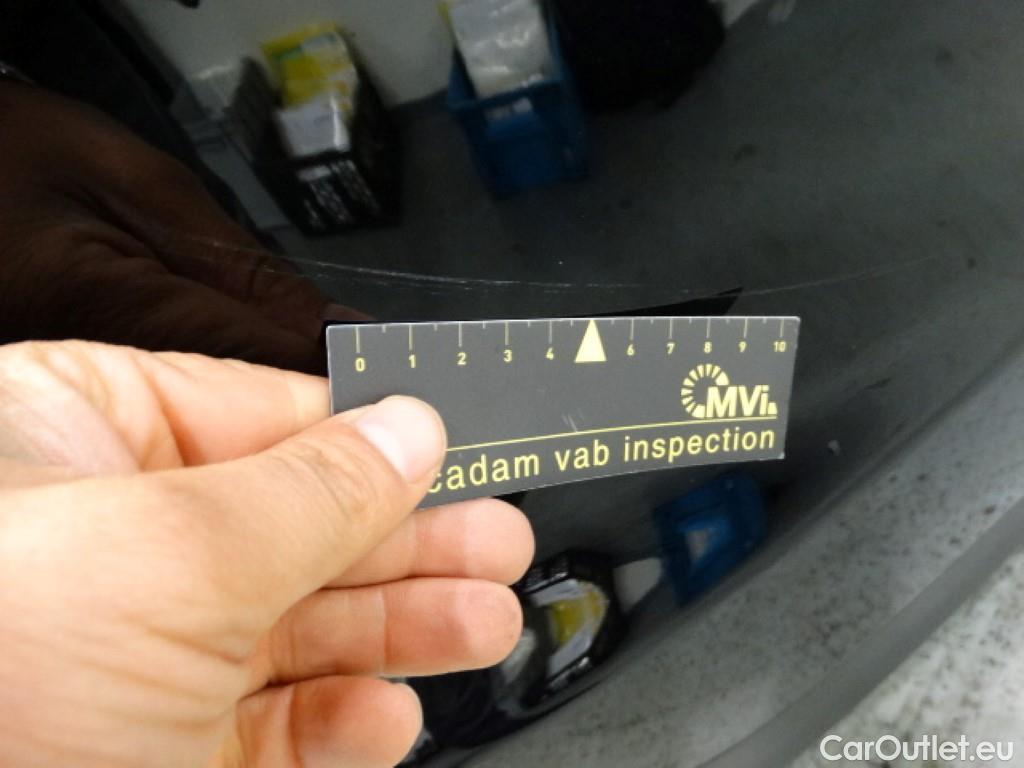 0 1 2 3 4 6 7 8 9 10
MVi
cadam vab inspection
CarOutlet.eu